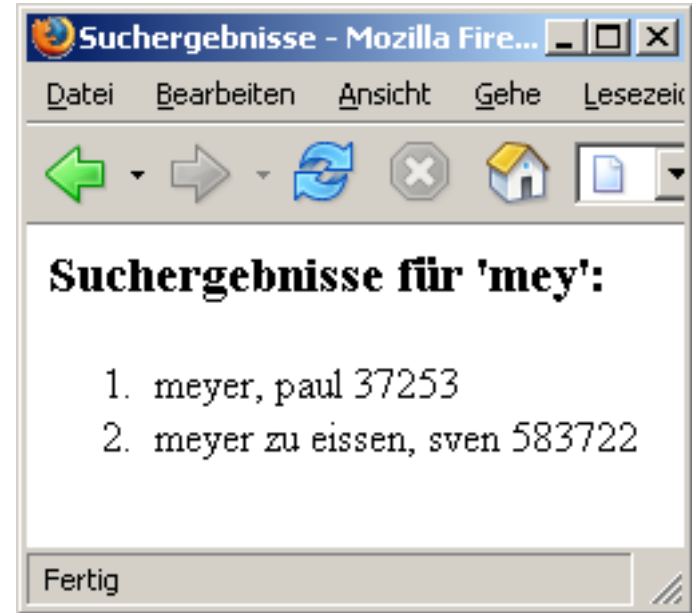 Suchergebnisse - Mozilla Fire...
Datei Bearbeiten Ansicht Gehe Lesezeic
Suchergebnisse für 'mey':
1. meyer, paul 37253
2. meyer zu eissen, sven 583722
Fertig